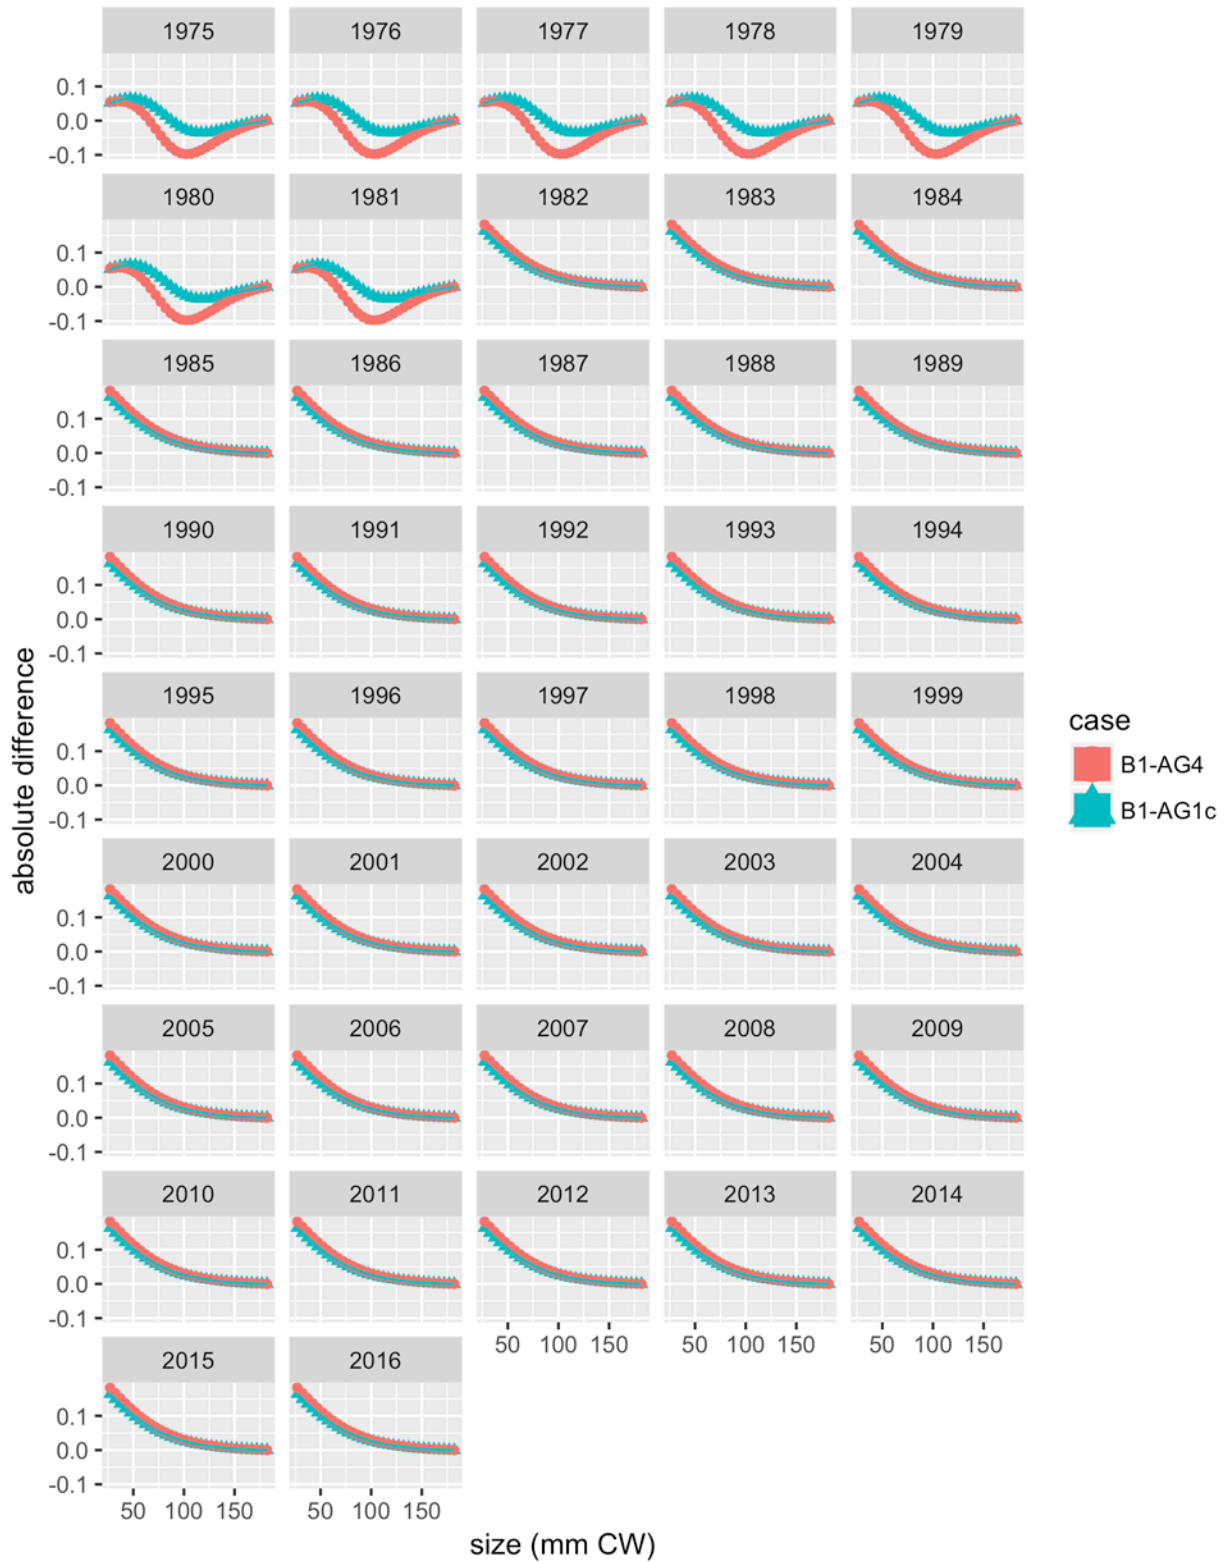 1975 1976 1977 1978 1979
0.1
0.0
-0.1
1980 1981 1982 1983 1984
0.1
0.0
-0.1
1985 1986 1987 1988 1989
0.1
0.0
-0.1
1990 1991 1992 1993 1994
0.1
0.0
-0.1
1995 1996 1997 1998 1999
0.1
0.0
-0.1
2000 2001 2002 2003 2004
0.1
0.0
-0.1
2005 2006 2007 2008 2009
0.1
0.0
-0.1
2010 2011 2012 2013 2014
0.1
0.0
-0.1
50 100 150 50 100 150 50 100 150
2015 2016
0.1
0.0
-0.1
50 100 150 50 100 150
size (mm CW)
absolute difference
case
B1-AG4
B1-AG1c